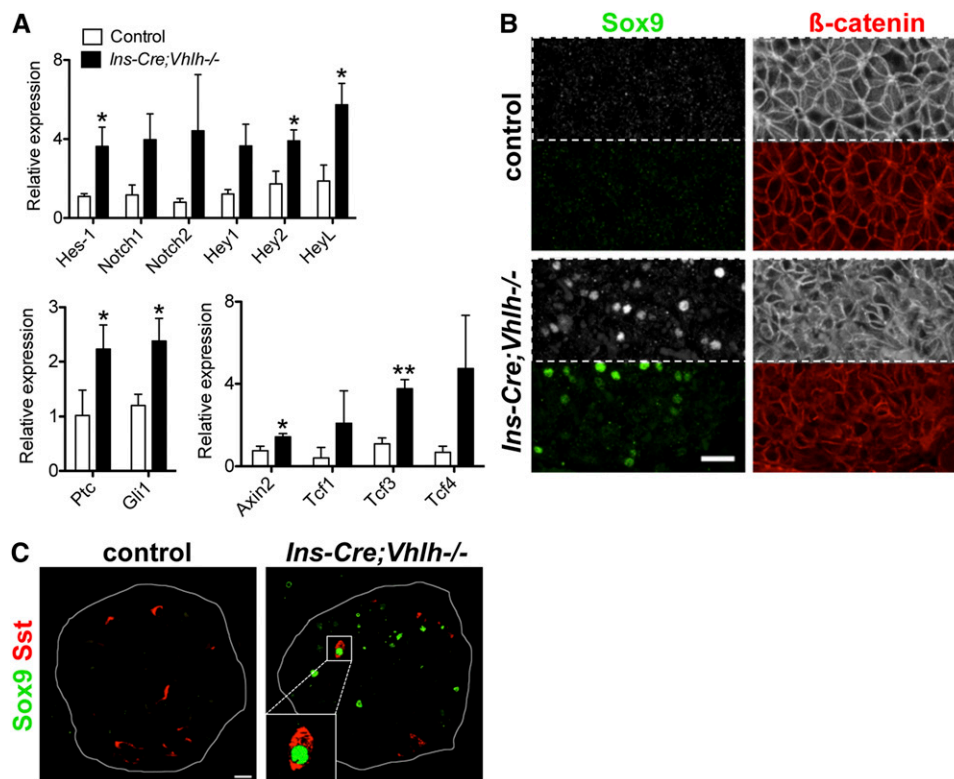 A
Control
Ins-Cre;Vhlh-/-
Relative expression
8
4
0
*
*
*
Hes-1
Notch1
Notch2
Hey1
Hey2
HeyL
Relative expression
3
2
1
0
*
*
Ptc
Gli1
Relative expression
8
4
0
*
**
Axin2
Tcf1
Tcf3
Tcf4
B
Sox9
ß-catenin
control
Ins-Cre;Vhlh-/-
C
control
Ins-Cre;Vhlh-/-
Sox9 Sst